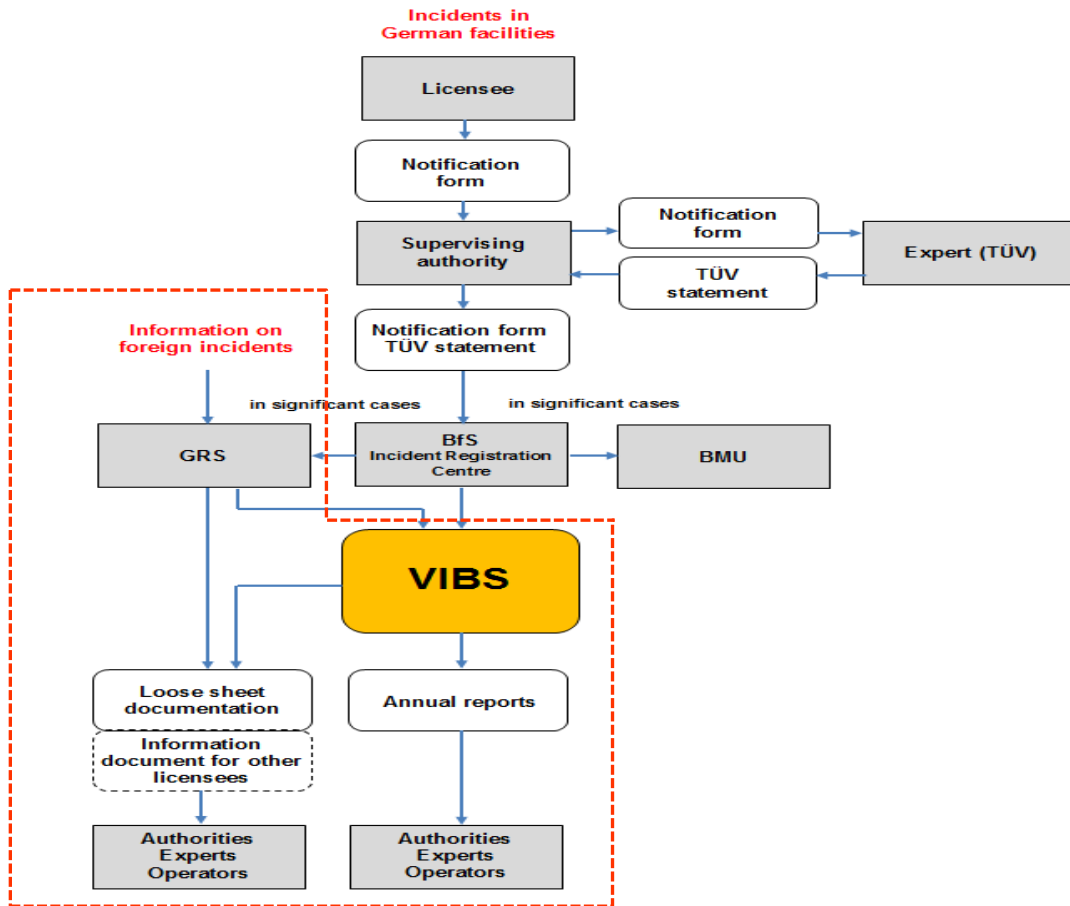 Incidents in
German facilities
Licensee
Notification
form
Supervising
authority
Notification
form
Expert (TÜV)
TÜV
statement
Information on
foreign incidents
Notification form
TÜV statement
in significant cases
in significant cases
GRS
BfS
Incident Registration
Centre
BMU
VIBS
Loose sheet
documentation
Annual reports
Information
document for other
licensees
Authorities
Experts
Operators
Authorities
Experts
Operators